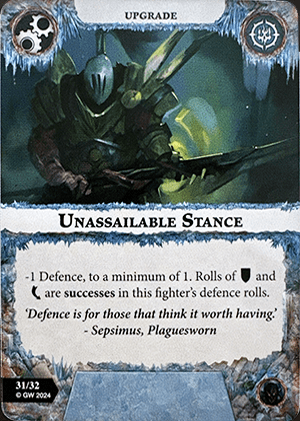 UPGRADE
UNASSAILABLE STANCE
-1 Defence, to a minimum of 1. Rolls of and
are successes in this fighter's defence rolls.
'Defence is for those that think it worth having.'
- Sepsimus, Plaguesworn
31/32
© GW 2024